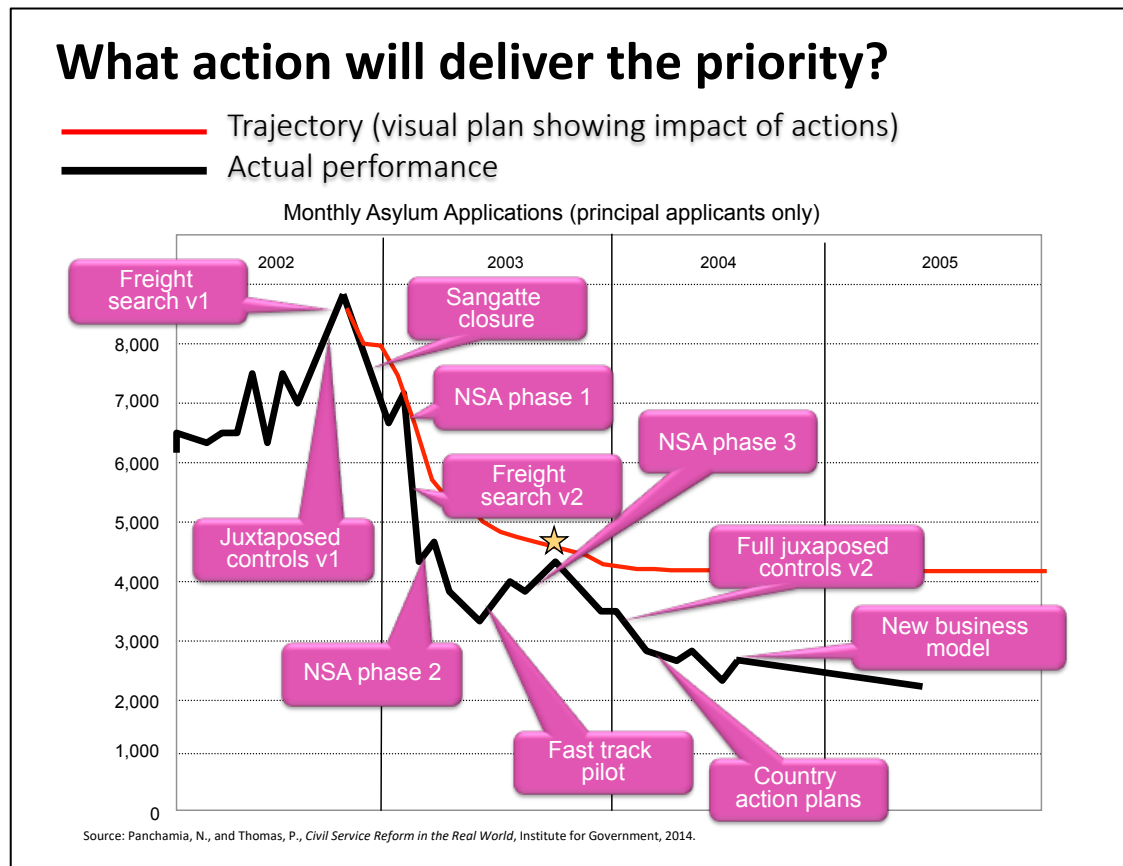 What action will deliver the priority?
Trajectory (visual plan showing impact of actions)
Actual performance
Monthly Asylum Applications (principal applicants only)
2002
2003
2004
2005
Freight
search v1
Sangatte
closure
8,000
7,000
NSA phase 1
NSA phase 3
6,000
Freight
search v2
5,000
Juxtaposed
controls v1
Full juxaposed
controls v2
4,000
3,000
New business
model
NSA phase 2
2,000
Fast track
pilot
1,000
Country
action plans
0
Source: Panchamia, N., and Thomas, P., Civil Service Reform in the Real World, Institute for Government, 2014.